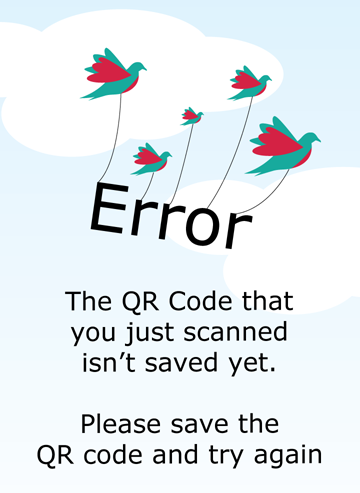 Error
The QR Code that
you just scanned
isn’t saved yet.
Please save the
QR code and try again